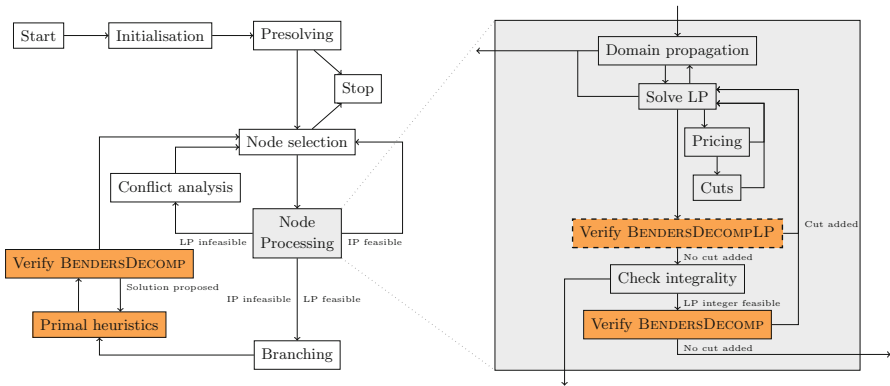 Start
Initialisation
Presolving
Stop
Node selection
Conflict analysis
Node
Processing
LP infeasible
IP feasible
Verify BENDERSDECOMP
Solution proposed
IP infeasible
LP feasible
Primal heuristics
Branching
Domain propagation
Solve LP
Pricing
Cuts
Verify BENDERSDECOMPLP
Cut added
No cut added
Check integrality
LP integer feasible
Verify BENDERSDECOMP
No cut added